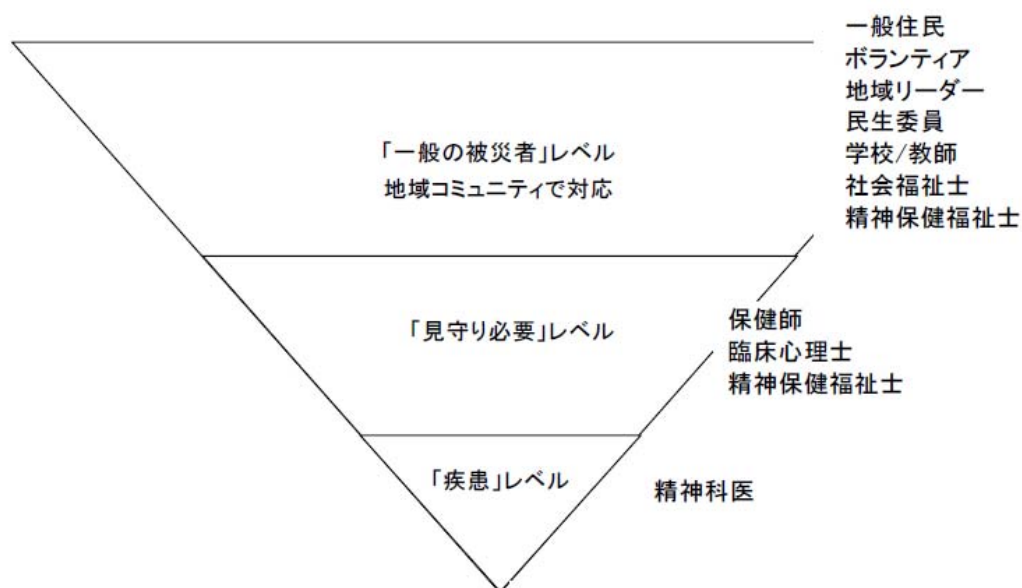 一般住民
ボランティア
地域リーダー
民生委員
学校/教師
社会福祉士
精神保健福祉士
「一般の被災者」レベル
地域コミュニティで対応
「見守り必要」レベル
保健師
臨床心理士
精神保健福祉士
「疾患」レベル
精神科医